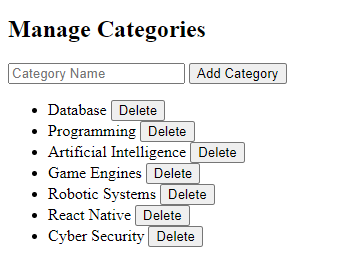 Manage Categories
Category Name Add Category
Database Delete
Programming Delete
Artificial Intelligence Delete
Game Engines Delete
Robotic Systems Delete
React Native Delete
Cyber Security Delete